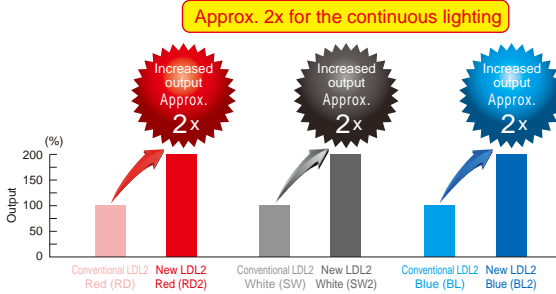 Approx. 2x for the continuous lighting
Increased
output
Approx.
2x
Increased
output
Approx.
2x
Increased
output
Approx.
2x
(%)
Output
200
150
100
50
0
Conventional LDL2
Red (RD)
New LDL2
Red (RD2)
Conventional LDL2
White (SW)
New LDL2
White (SW2)
Conventional LDL2
Blue (BL)
New LDL2
Blue (BL2)